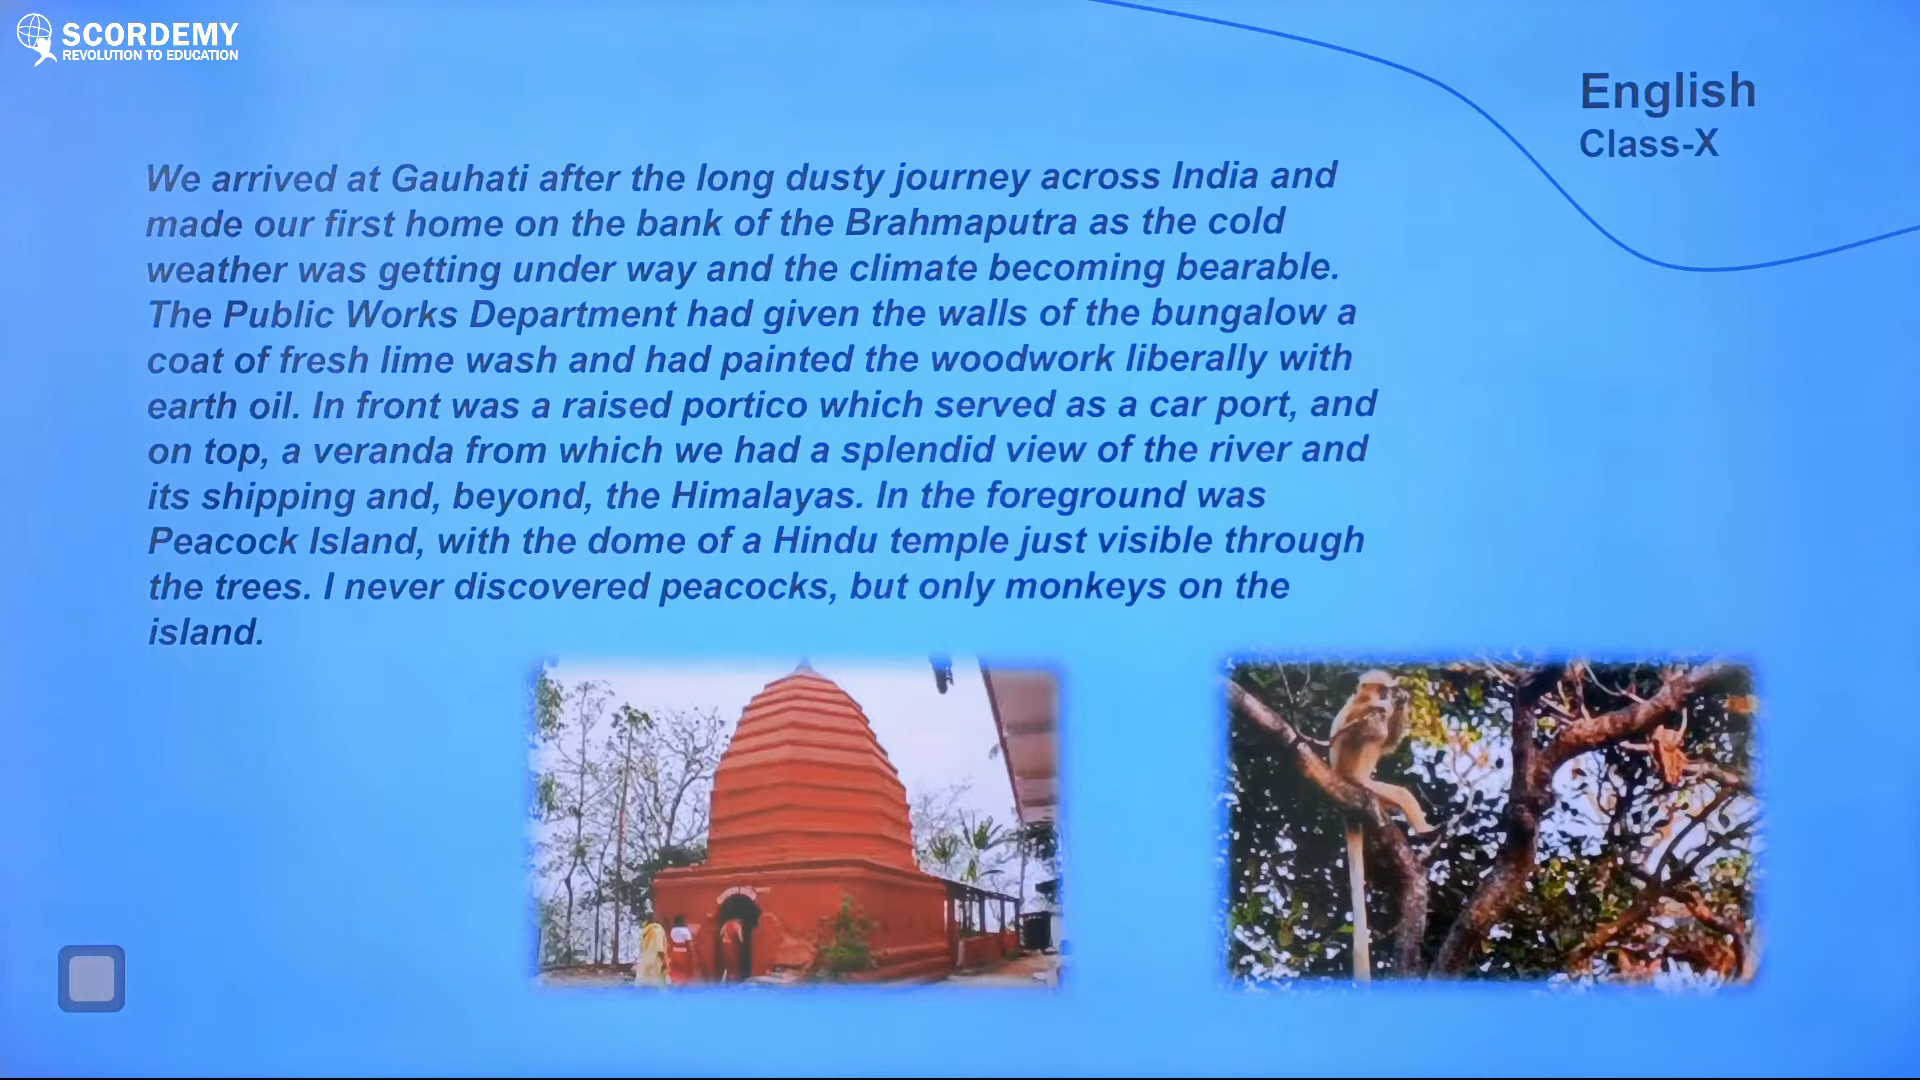 SCORDEMY
REVOLUTION TO EDUCATION
English
Class-X
We arrived at Gauhati after the long dusty journey across India and
made our first home on the bank of the Brahmaputra as the cold
weather was getting under way and the climate becoming bearable.
The Public Works Department had given the walls of the bungalow a
coat of fresh lime wash and had painted the woodwork liberally with
earth oil. In front was a raised portico which served as a car port, and
on top, a veranda from which we had a splendid view of the river and
its shipping and, beyond, the Himalayas. In the foreground was
Peacock Island, with the dome of a Hindu temple just visible through
the trees. I never discovered peacocks, but only monkeys on the
island.